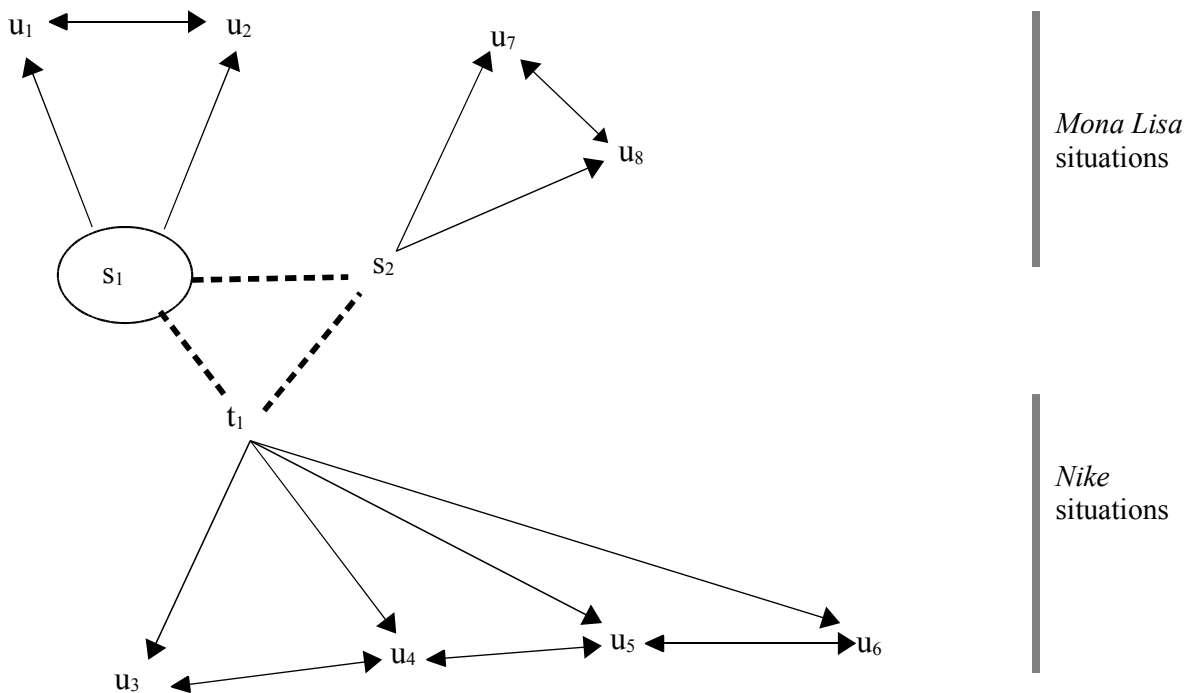 u1
u2
u7
u8
Mona Lisa
situations
s1
s2
t1
Nike
situations
u3
u4
u5
u6